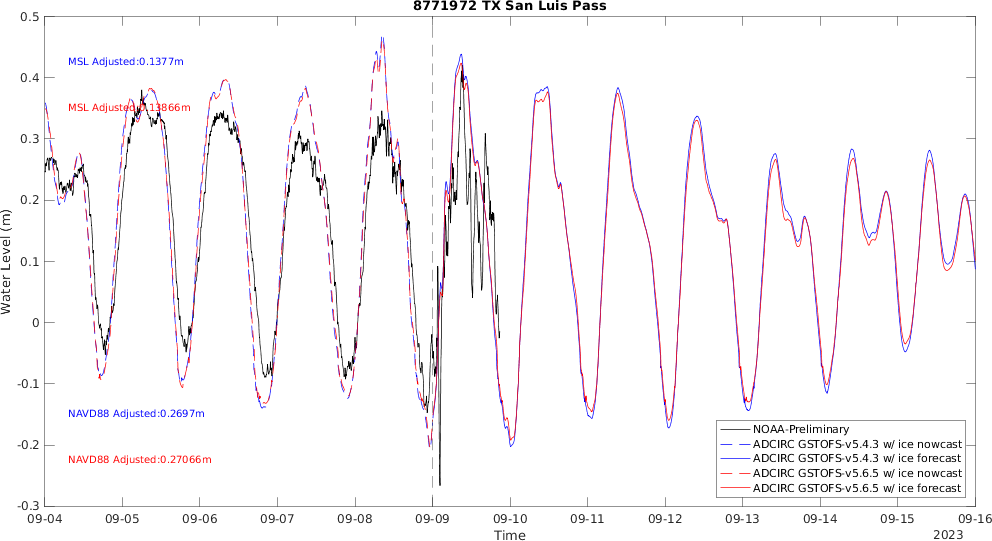 8771972 TX San Luis Pass
0.5
0.4
0.3
0.2
0.1
0
-0.1
-0.2
-0.3
Water Level (m)
MSL Adjusted:0.1377m
MSL Adjusted:0.13866m
NAVD88 Adjusted:0.2697m
NAVD88 Adjusted:0.27066m
NOAA-Preliminary
ADCIRC GSTOFS-v5.4.3 w/ ice nowcast
ADCIRC GSTOFS-v5.4.3 w/ ice forecast
ADCIRC GSTOFS-v5.6.5 w/ ice nowcast
ADCIRC GSTOFS-v5.6.5 w/ ice forecast
09-04 09-05 09-06 09-07 09-08 09-09 09-10 09-11 09-12 09-13 09-14 09-15 09-16
Time
2023